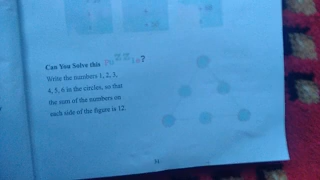 Can You Solve this Puzzle?
Write the numbers 1, 2, 3,
4, 5, 6 in the circles, so that
the sum of the numbers on
each side of the figure is 12.